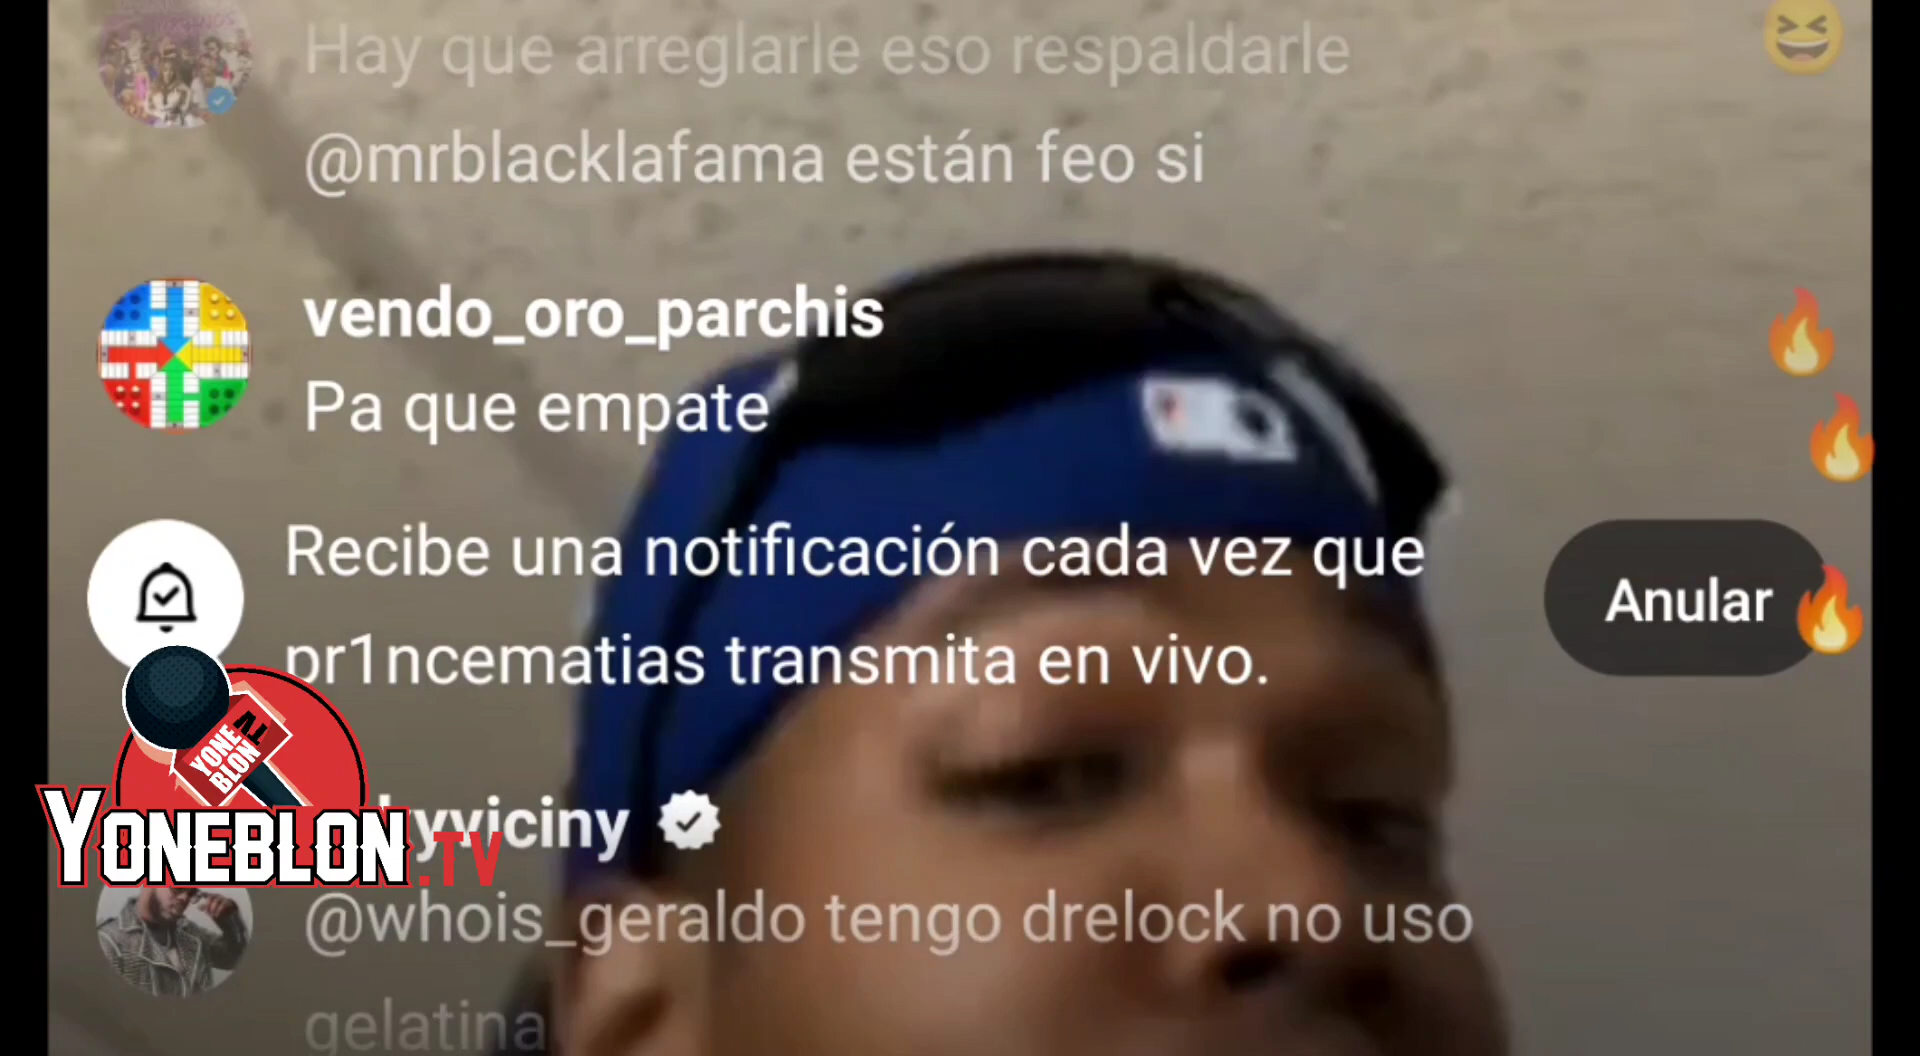 Hay que arreglarle eso respaldarle
@mrblacklafama están feo si
vendo_oro_parchis
Pa que empate
Recibe una notificación cada vez que
pr1ncematias transmita en vivo.
Anular
YONE
BLON
TV
YONEBLON.TV
@whois_geraldo tengo drelock no uso
gelatina